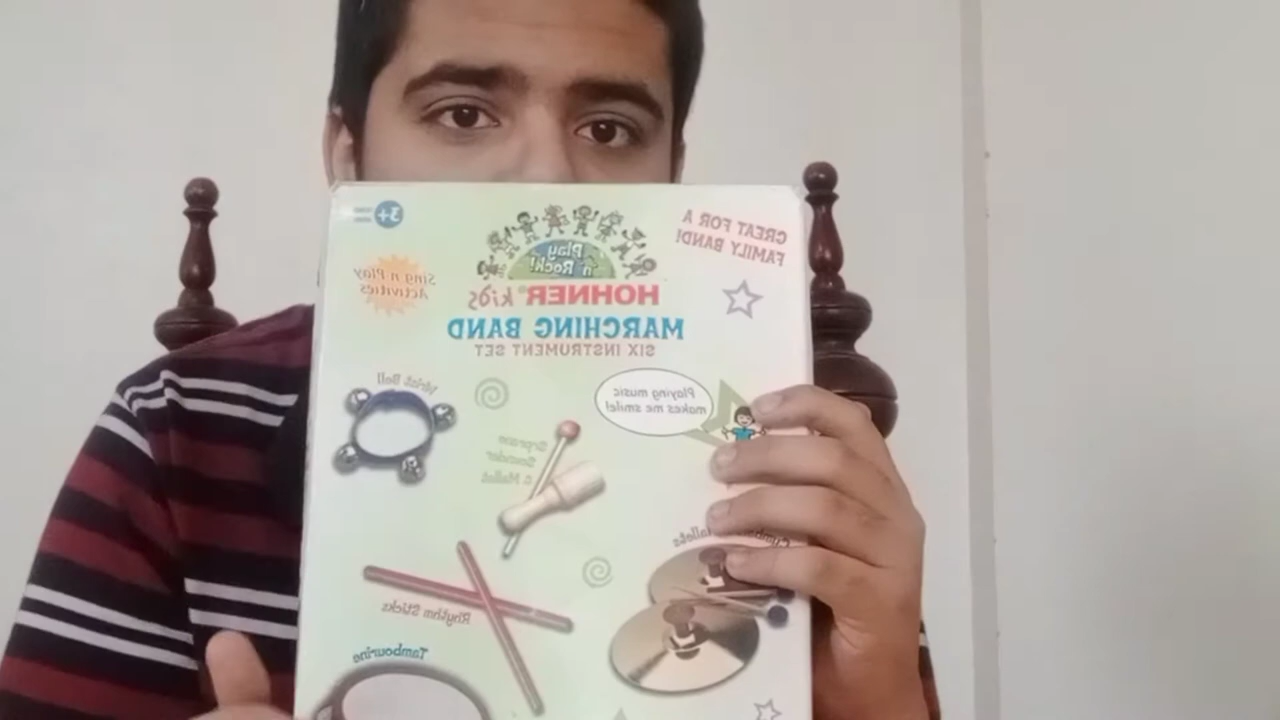 3+
GREAT FOR A
FAMILY BAND!
Play
n Rock!
Sing n Play
Activities
HOHNER® kids
MARCHING BAND
SIX INSTRUMENT SET
Wrist Bell
Playing music
makes me smile!
Sounder
& Mallet
Rhythm Sticks
Tambourine